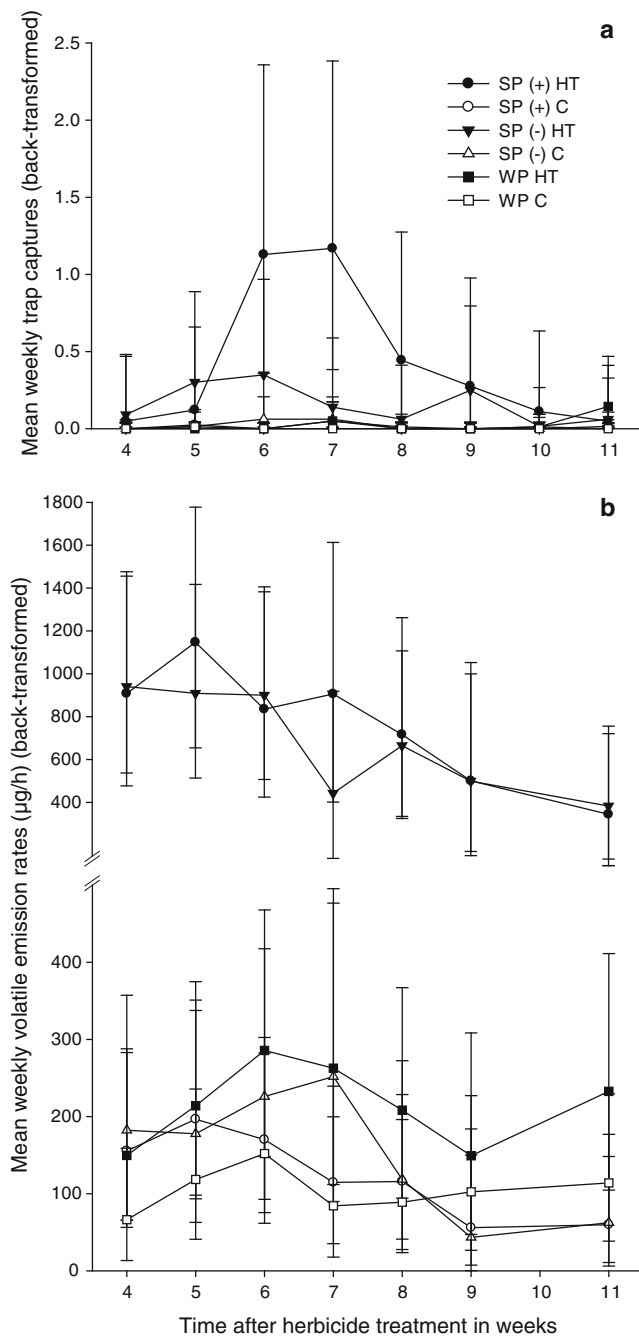 a
2.5
2.0
1.5
1.0
0.5
0.0
Mean weekly trap captures (back-transformed)
SP (+) HT
SP (+) C
SP (-) HT
SP (-) C
WP HT
WP C
4 5 6 7 8 9 10 11
b
1800
1600
1400
1200
1000
800
600
400
400
300
200
100
0
Mean weekly volatile emission rates (µg/h) (back-transformed)
4 5 6 7 8 9 10 11
Time after herbicide treatment in weeks